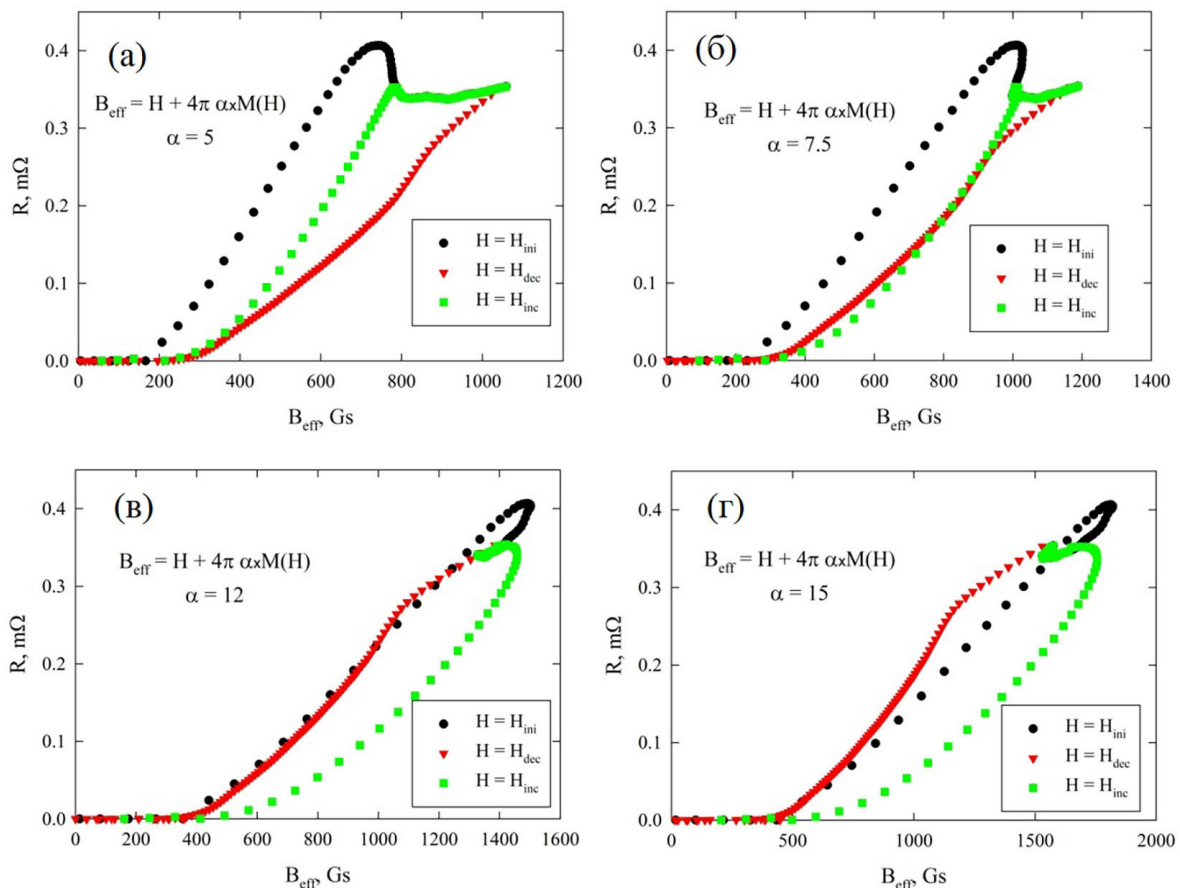 (а)
B_eff = H + 4π αxM(H)
α = 5
R, mΩ
0.4
0.3
0.2
0.1
0.0
0 200 400 600 800 1000 1200
B_eff, Gs
H = H_ini
H = H_dec
H = H_inc
(б)
B_eff = H + 4π αxM(H)
α = 7.5
R, mΩ
0.4
0.3
0.2
0.1
0.0
0 200 400 600 800 1000 1200 1400
B_eff, Gs
H = H_ini
H = H_dec
H = H_inc
(в)
B_eff = H + 4π αxM(H)
α = 12
R, mΩ
0.4
0.3
0.2
0.1
0.0
0 200 400 600 800 1000 1200 1400 1600
B_eff, Gs
H = H_ini
H = H_dec
H = H_inc
(г)
B_eff = H + 4π αxM(H)
α = 15
R, mΩ
0.4
0.3
0.2
0.1
0.0
0 500 1000 1500 2000
B_eff, Gs
H = H_ini
H = H_dec
H = H_inc